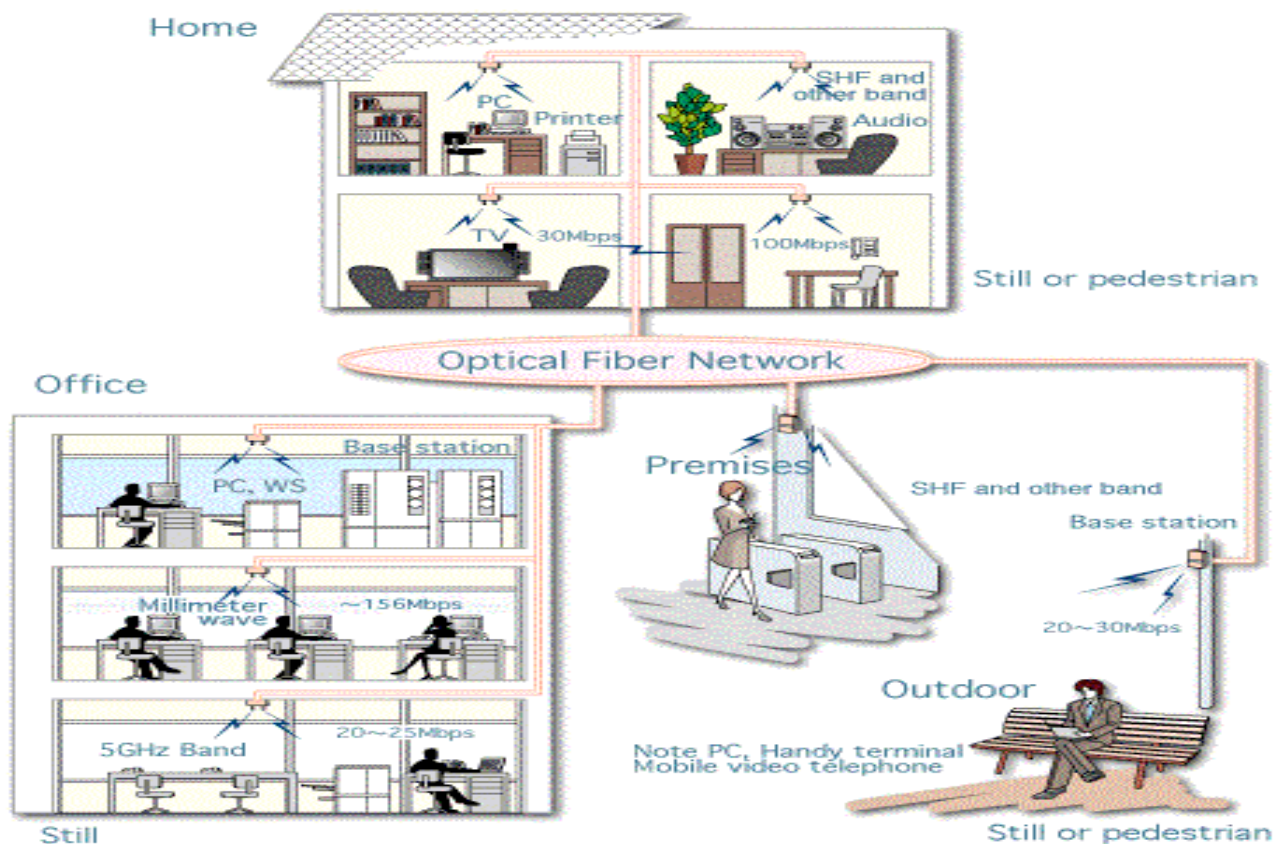 Home
SHF and
other band
PC
Printer
Audio
TV
30Mbps
100Mbps
Still or pedestrian
Optical Fiber Network
Office
Base station
PC, WS
Premises
SHF and other band
Base station
Millimeter
wave
~156Mbps
20~30Mbps
Outdoor
5GHz Band
20~25Mbps
Note PC, Handy terminal
Mobile video telephone
Still
Still or pedestrian